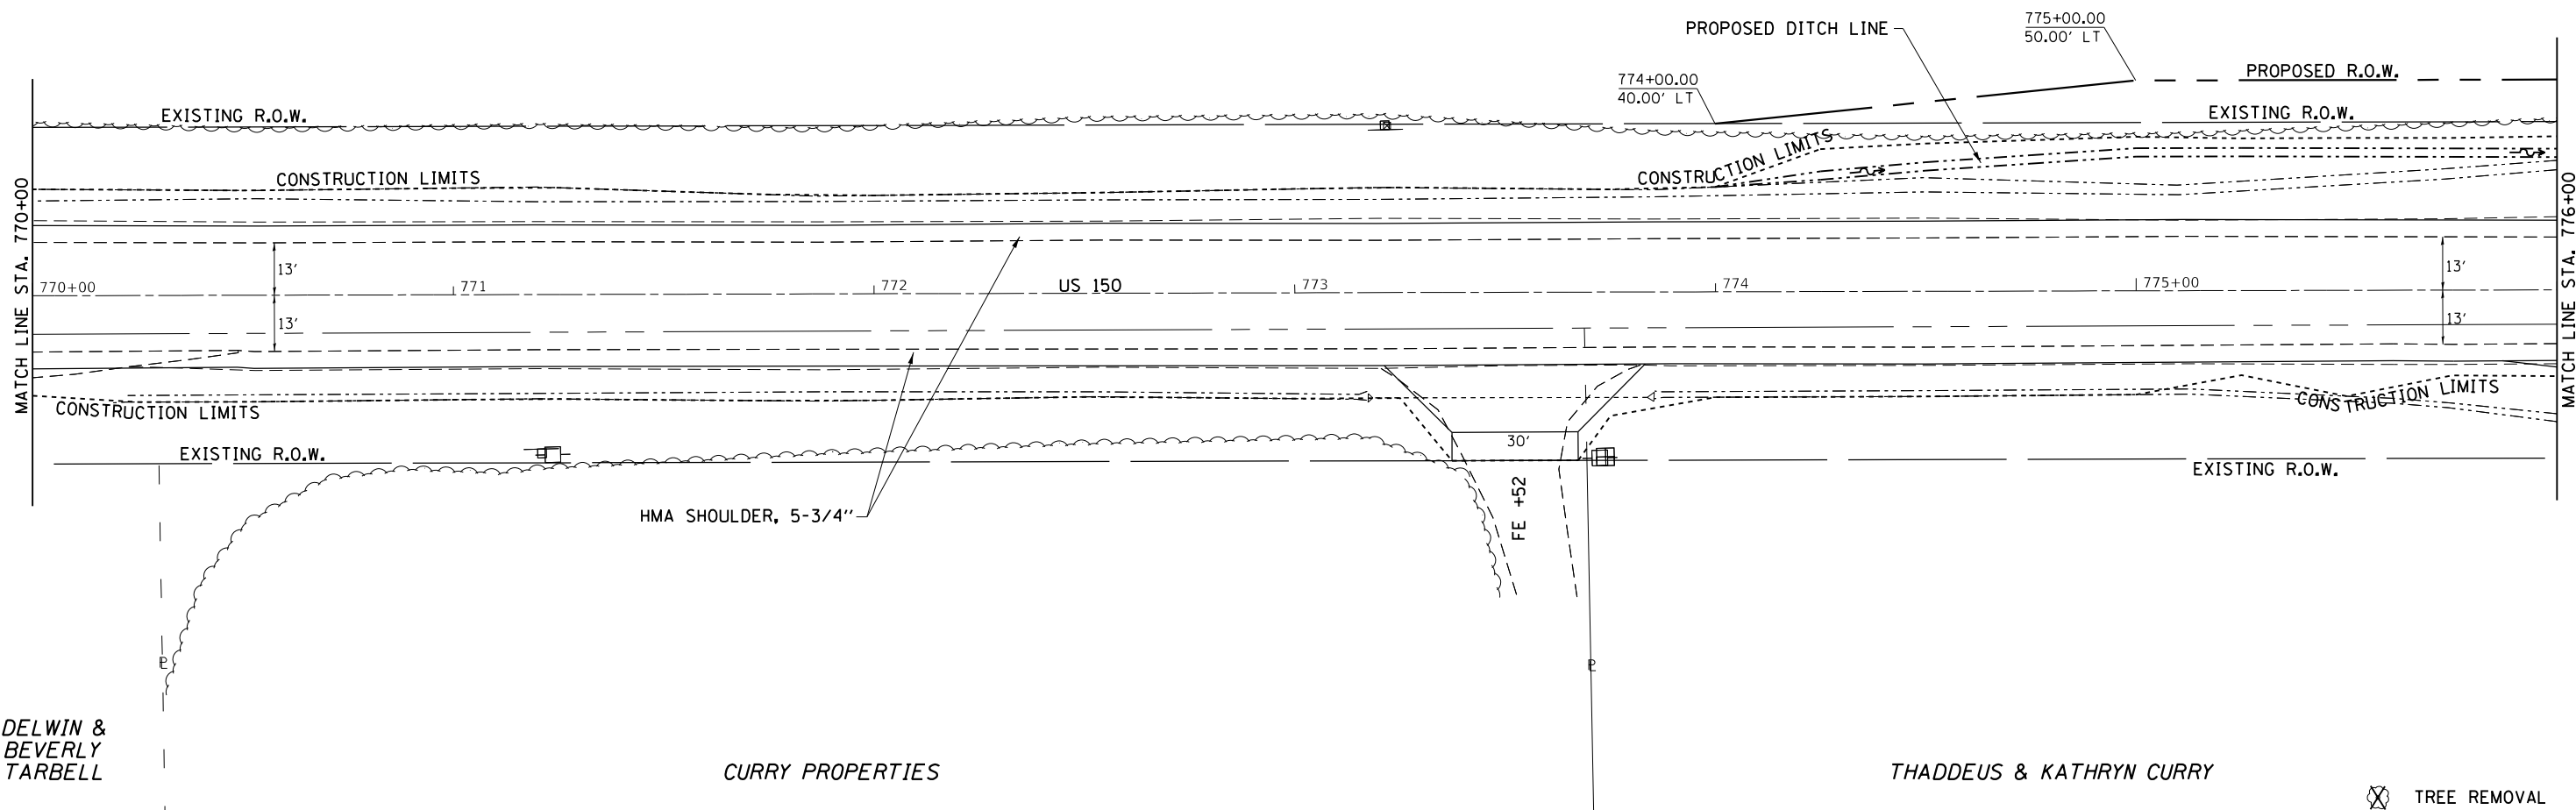 775+00.00
50.00' LT
PROPOSED DITCH LINE
774+00.00
40.00' LT
PROPOSED R.O.W.
EXISTING R.O.W.
EXISTING R.O.W.
CONSTRUCTION LIMITS
CONSTRUCTION LIMITS
MATCH LINE STA. 770+00
MATCH LINE STA. 776+00
13'
13'
770+00
771
772
US 150
773
774
775+00
13'
13'
CONSTRUCTION LIMITS
CONSTRUCTION LIMITS
30'
EXISTING R.O.W.
EXISTING R.O.W.
HMA SHOULDER, 5-3/4"
FE +52
PL
PL
DELWIN &
BEVERLY
TARBELL
CURRY PROPERTIES
THADDEUS & KATHRYN CURRY
TREE REMOVAL